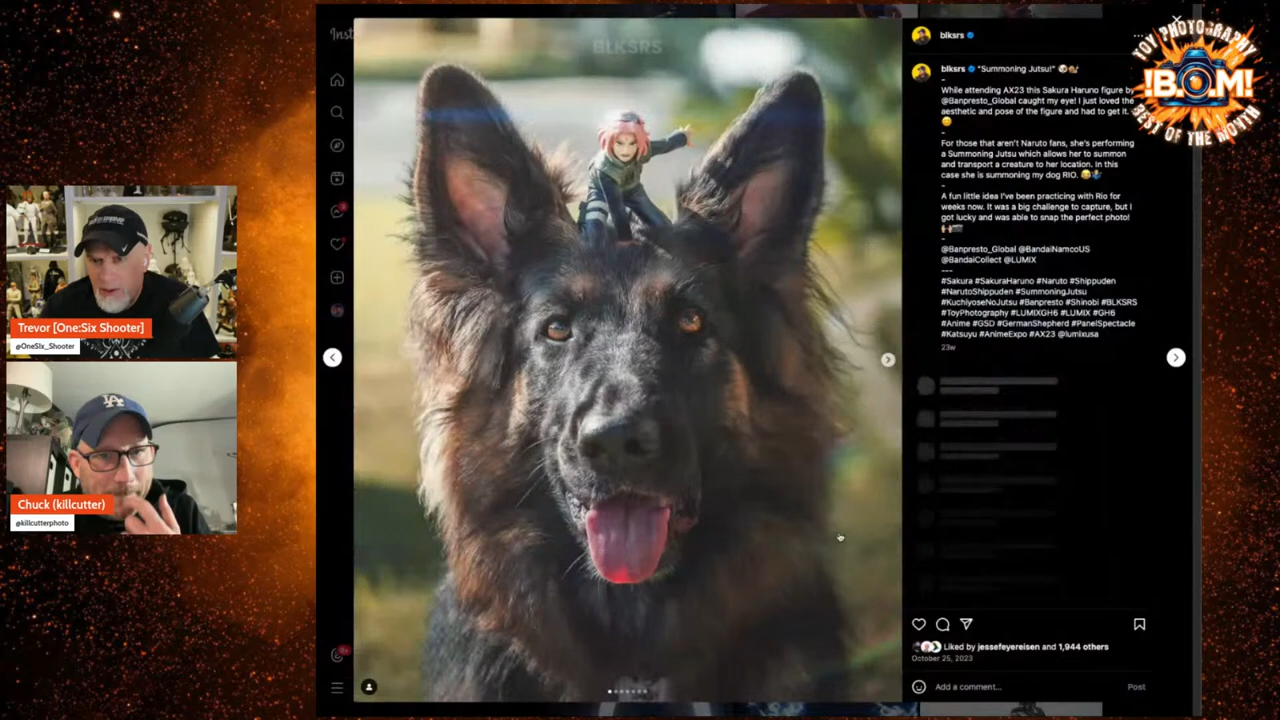 Inst
BLKSRS
blksrs
TOY PHOTOGRAPHY
!B.O.M!
BEST OF THE MONTH
blksrs "Summoning Jutsu!"
-
While attending AX23 this Sakura Haruno figure by
@Banpresto_Global caught my eye! I just loved the
aesthetic and pose of the figure and had to get it.
-
For those that aren't Naruto fans, she's performing
a Summoning Jutsu which allows her to summon
and transport a creature to her location. In this
case she is summoning my dog RIO.
-
A fun little idea I've been practicing with Rio for
weeks now. It was a big challenge to capture, but I
got lucky and was able to snap the perfect photo!
-
@Banpresto_Global @BandaiNamcoUS
@BandaiCollect @LUMIX
---
#Sakura #SakuraHaruno #Naruto #Shippuden
#NarutoShippuden #SummoningJutsu
#KuchiyoseNoJutsu #Banpresto #Shinobi #BLKSRS
#ToyPhotography #LUMIXGH6 #LUMIX #GH6
#Anime #GSD #GermanShepherd #PanelSpectacle
#Katsuyu #AnimeExpo #AX23 @lumixusa
23w
Trevor [One:Six Shooter]
@OneSIx_Shooter
LA
Chuck (killcutter)
@killcutterphoto
Liked by jessefeyereisen and 1,944 others
October 25, 2023
Add a comment...
Post